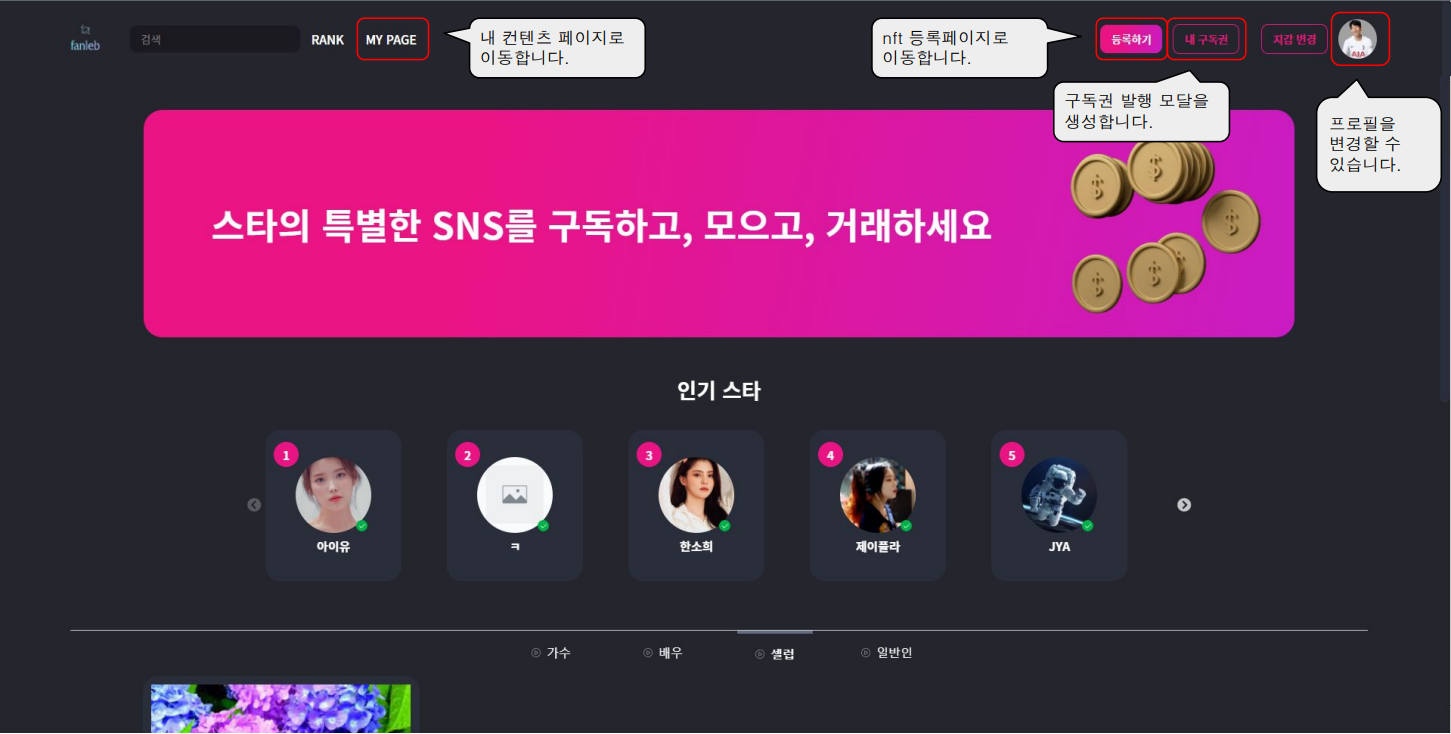 fanleb
검색
RANK
MY PAGE
내 컨텐츠 페이지로
이동합니다.
nft 등록페이지로
이동합니다.
등록하기
내 구독권
지갑 변경
AIA
구독권 발행 모달을
생성합니다.
프로필을
변경할 수
있습니다.
스타의 특별한 SNS를 구독하고, 모으고, 거래하세요
인기 스타
1
아이유
2
ㅋ
3
한소희
4
제이플라
5
JYA
가수
배우
셀럽
일반인